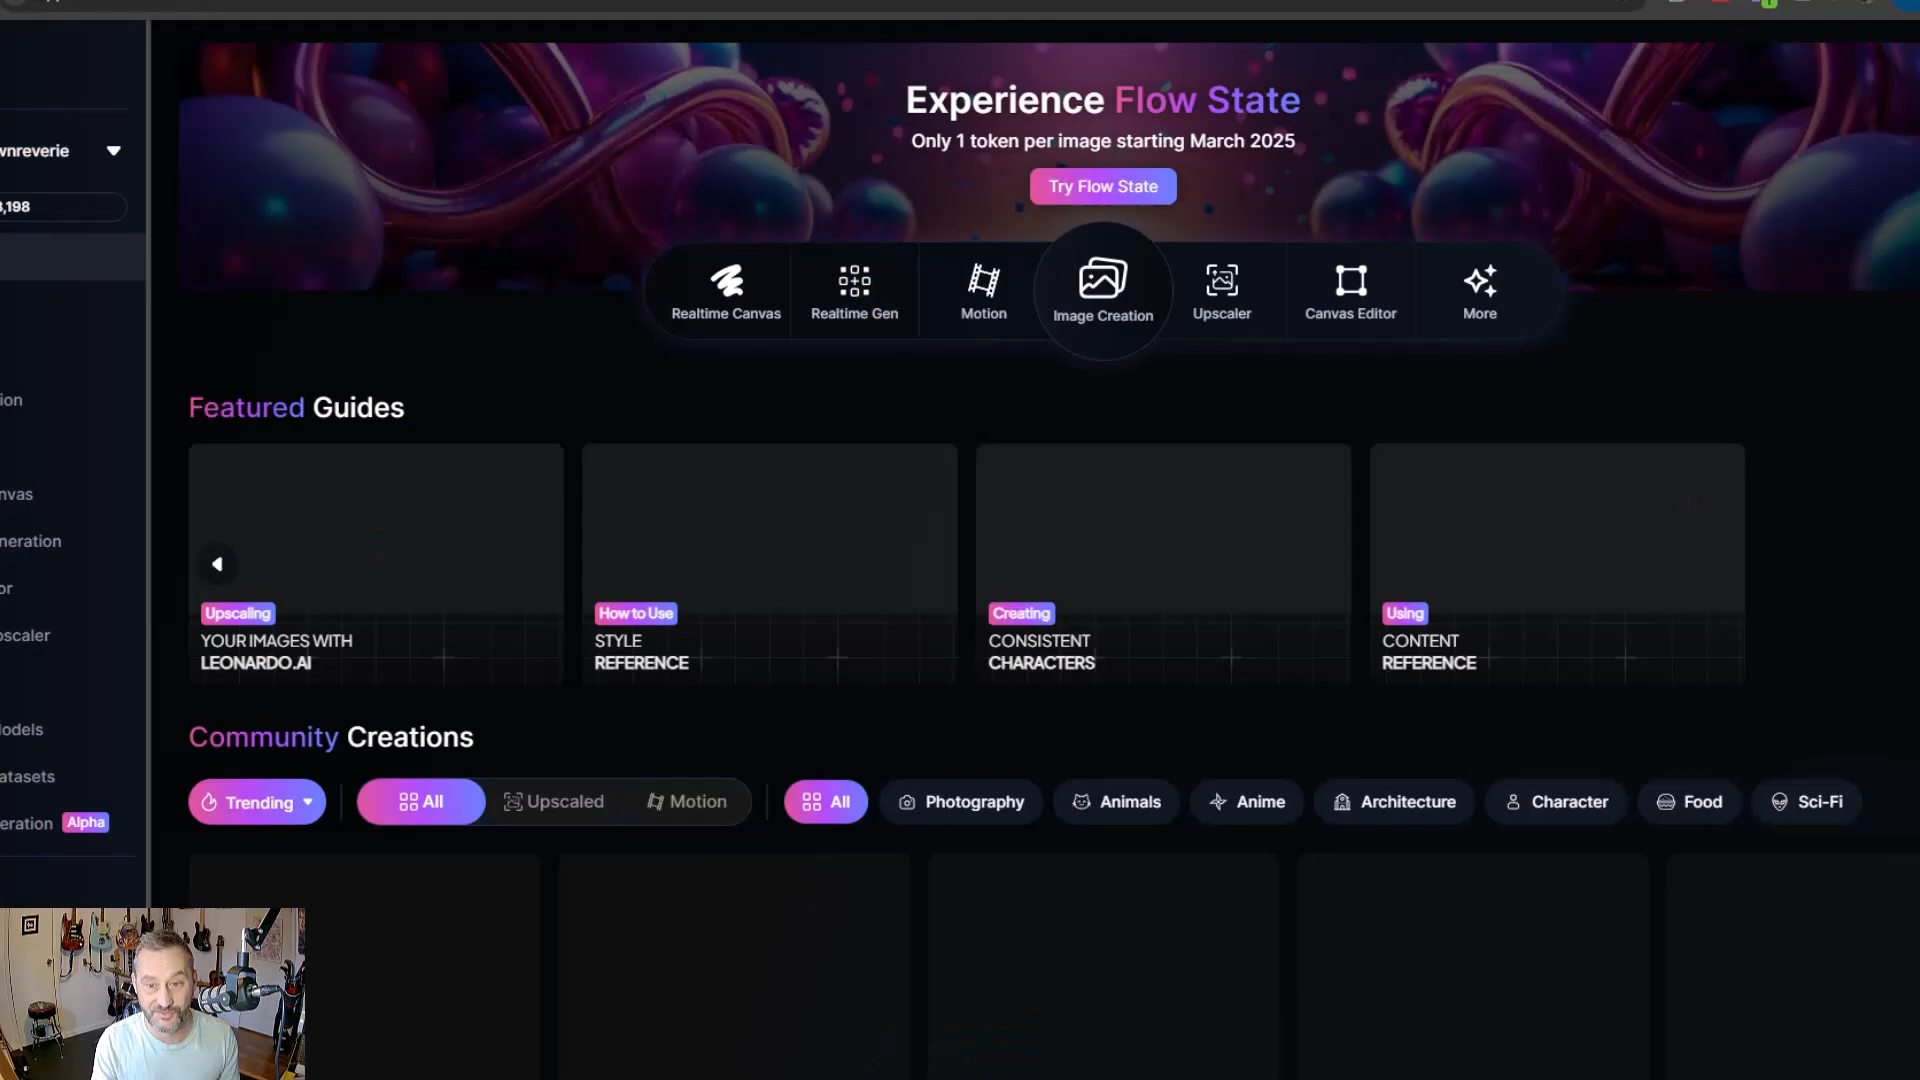 Experience Flow State
Only 1 token per image starting March 2025
Try Flow State
wnreverie
3,198
Realtime Canvas
Realtime Gen
Motion
Image Creation
Upscaler
Canvas Editor
More
ion
nvas
neration
or
oscaler
Models
atasets
eration Alpha
Featured Guides
Upscaling
YOUR IMAGES WITH
LEONARDO.AI
How to Use
STYLE
REFERENCE
Creating
CONSISTENT
CHARACTERS
Using
CONTENT
REFERENCE
Community Creations
Trending
All
Upscaled
Motion
All
Photography
Animals
Anime
Architecture
Character
Food
Sci-Fi